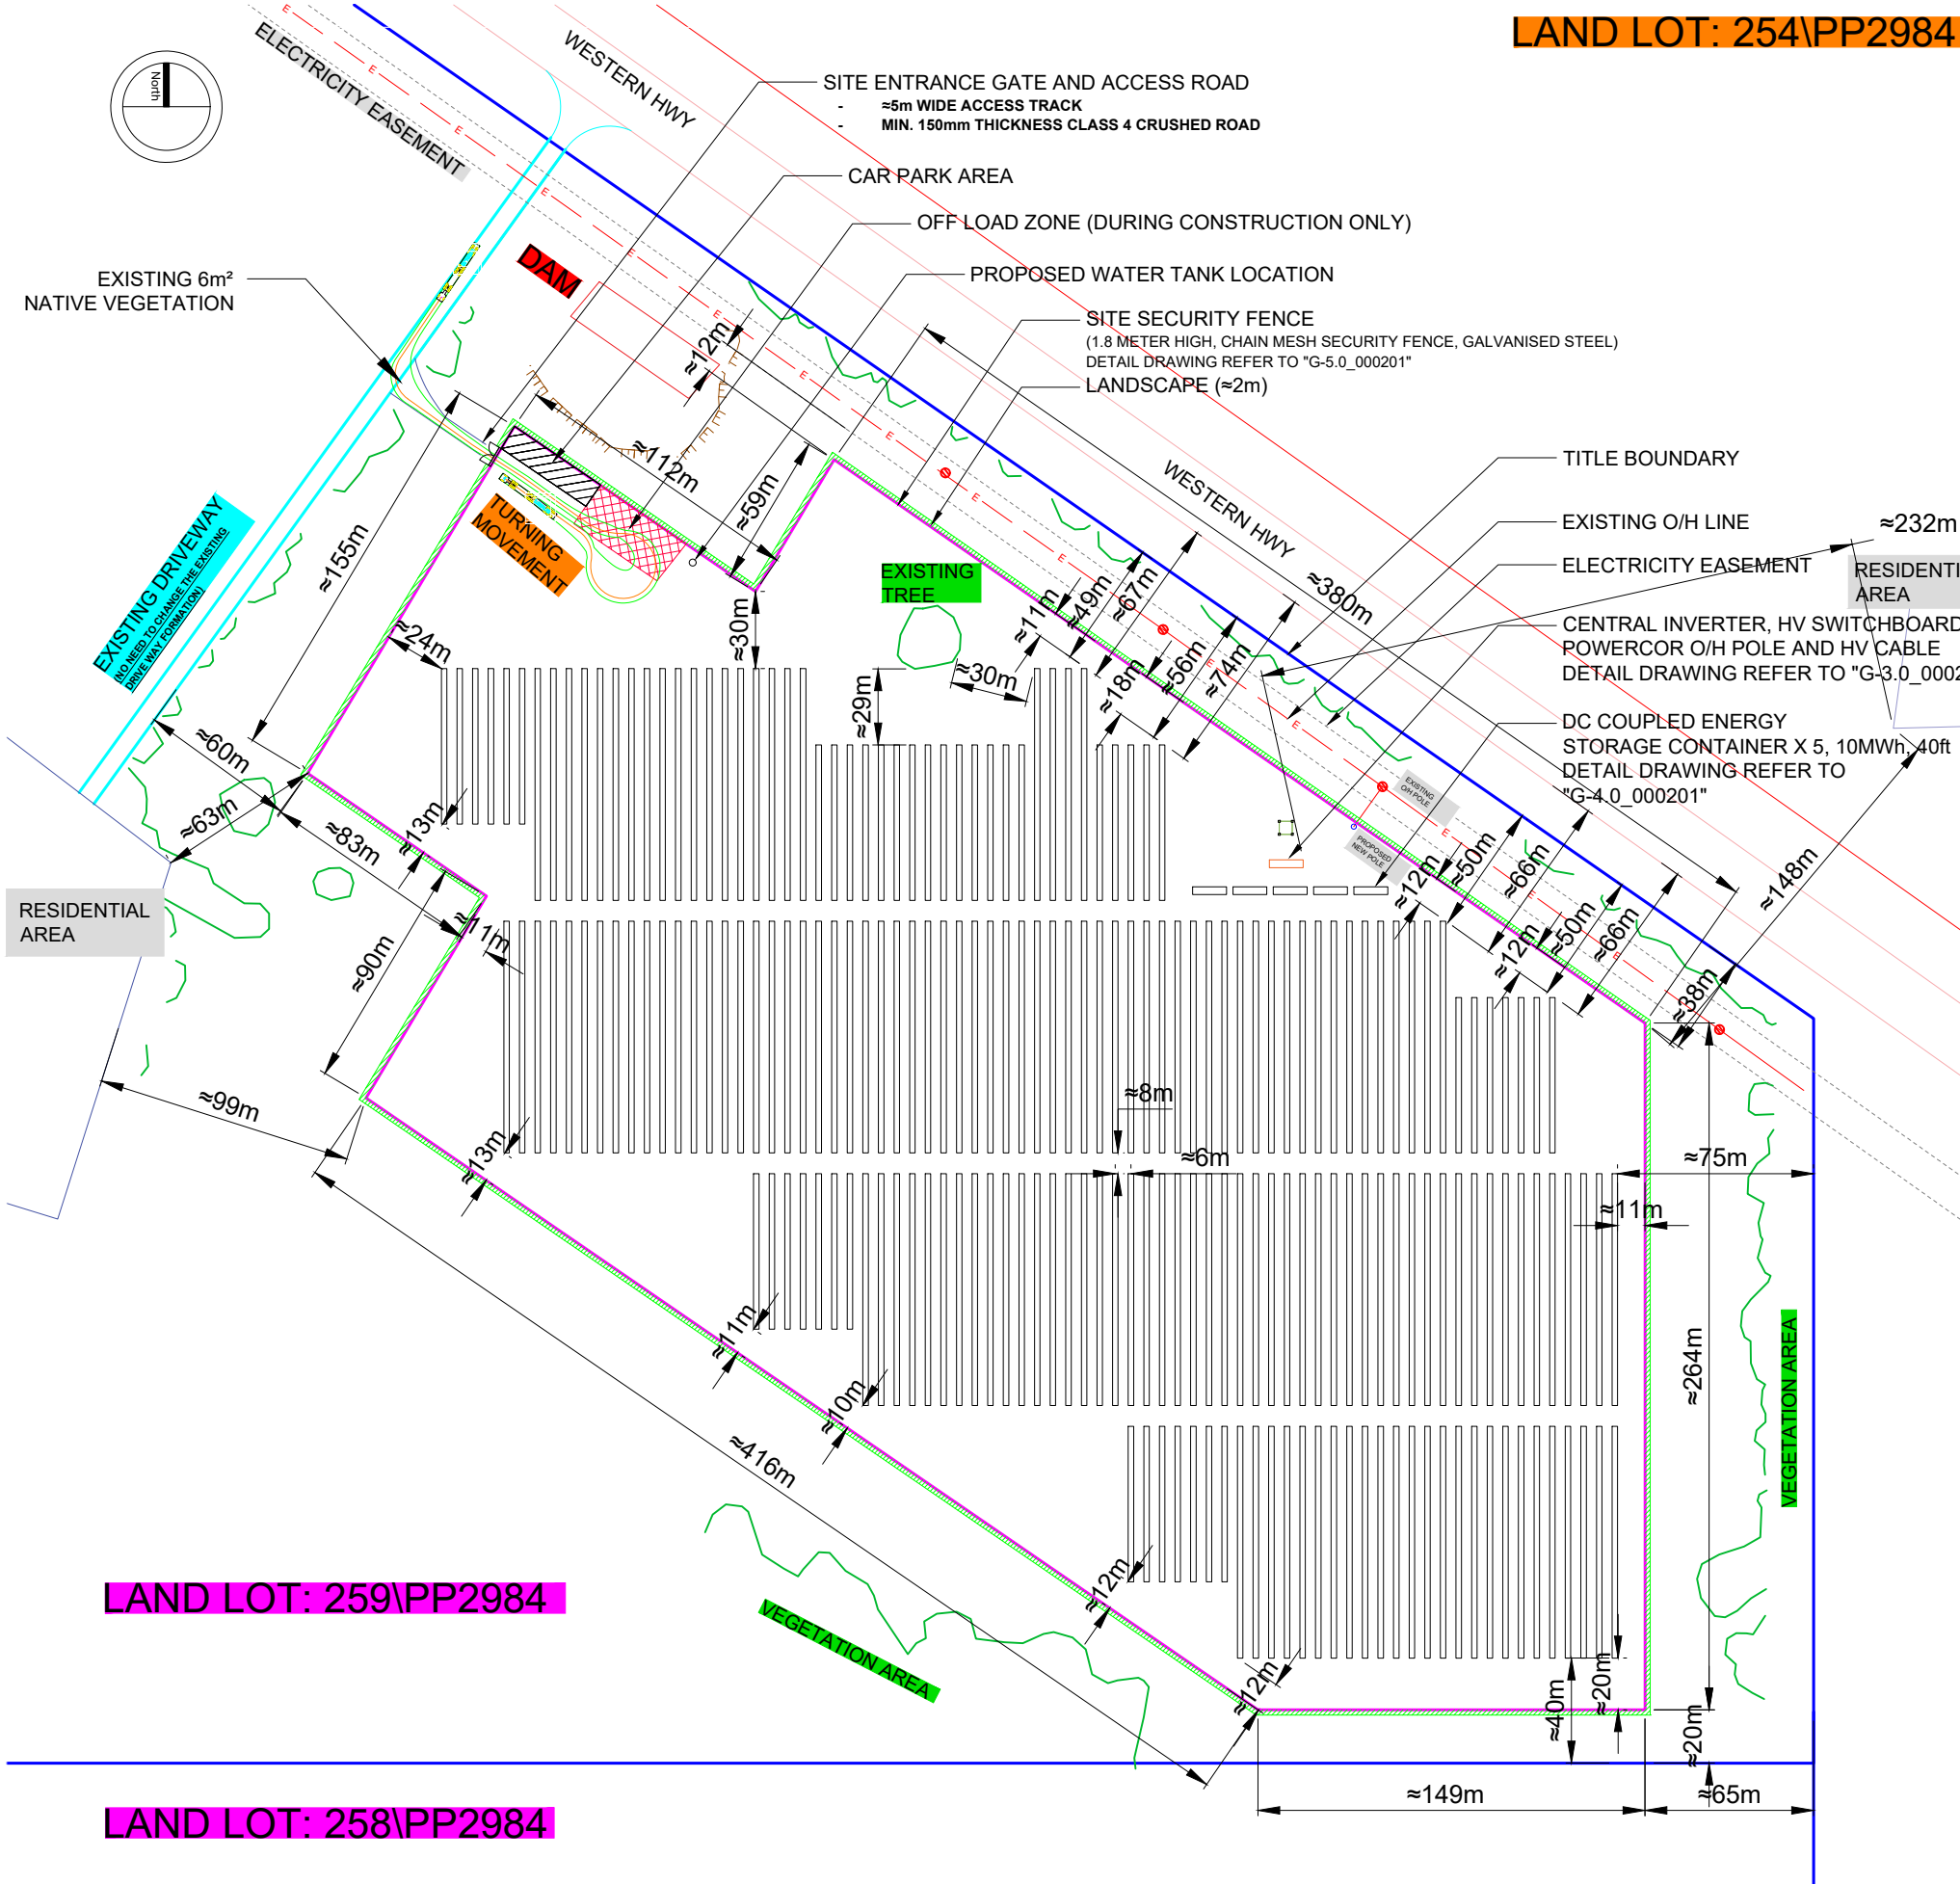 LAND LOT: 254\PP2984
North
ELECTRICITY EASEMENT
WESTERN HWY
SITE ENTRANCE GATE AND ACCESS ROAD
- ≈5m WIDE ACCESS TRACK
- MIN. 150mm THICKNESS CLASS 4 CRUSHED ROAD
CAR PARK AREA
OFF LOAD ZONE (DURING CONSTRUCTION ONLY)
PROPOSED WATER TANK LOCATION
SITE SECURITY FENCE
(1.8 METER HIGH, CHAIN MESH SECURITY FENCE, GALVANISED STEEL)
DETAIL DRAWING REFER TO "G-5.0_000201"
LANDSCAPE (≈2m)
EXISTING 6m²
NATIVE VEGETATION
DAM
≈12m
≈112m
≈59m
WESTERN HWY
TITLE BOUNDARY
EXISTING O/H LINE
ELECTRICITY EASEMENT
≈232m
RESIDENTI
AREA
CENTRAL INVERTER, HV SWITCHBOARD
POWERCOR O/H POLE AND HV CABLE
DETAIL DRAWING REFER TO "G-3.0_0002
DC COUPLED ENERGY
STORAGE CONTAINER X 5, 10MWh, 40ft
DETAIL DRAWING REFER TO
"G-4.0_000201"
EXISTING DRIVEWAY
(NO NEED TO CHANGE THE EXISTING
DRIVE WAY FORMATION)
TURNING
MOVEMENT
EXISTING
TREE
≈155m
≈24m
≈30m
≈29m
≈30m
≈11m
≈49m
≈67m
≈18m
≈56m
≈74m
≈380m
EXISTING
O/H POLE
PROPOSED
NEW POLE
≈60m
≈63m
≈83m
≈13m
≈12m
≈50m
≈66m
≈12m
≈50m
≈66m
≈148m
≈38m
RESIDENTIAL
AREA
≈11m
≈90m
≈99m
≈13m
≈8m
≈6m
≈75m
≈11m
≈264m
≈11m
≈10m
≈416m
VEGETATION AREA
≈12m
≈12m
≈40m
≈20m
≈20m
VEGETATION AREA
LAND LOT: 259\PP2984
≈149m
≈65m
LAND LOT: 258\PP2984
E
E
E
E
E
E
E
E
E
E
E
E
E
E